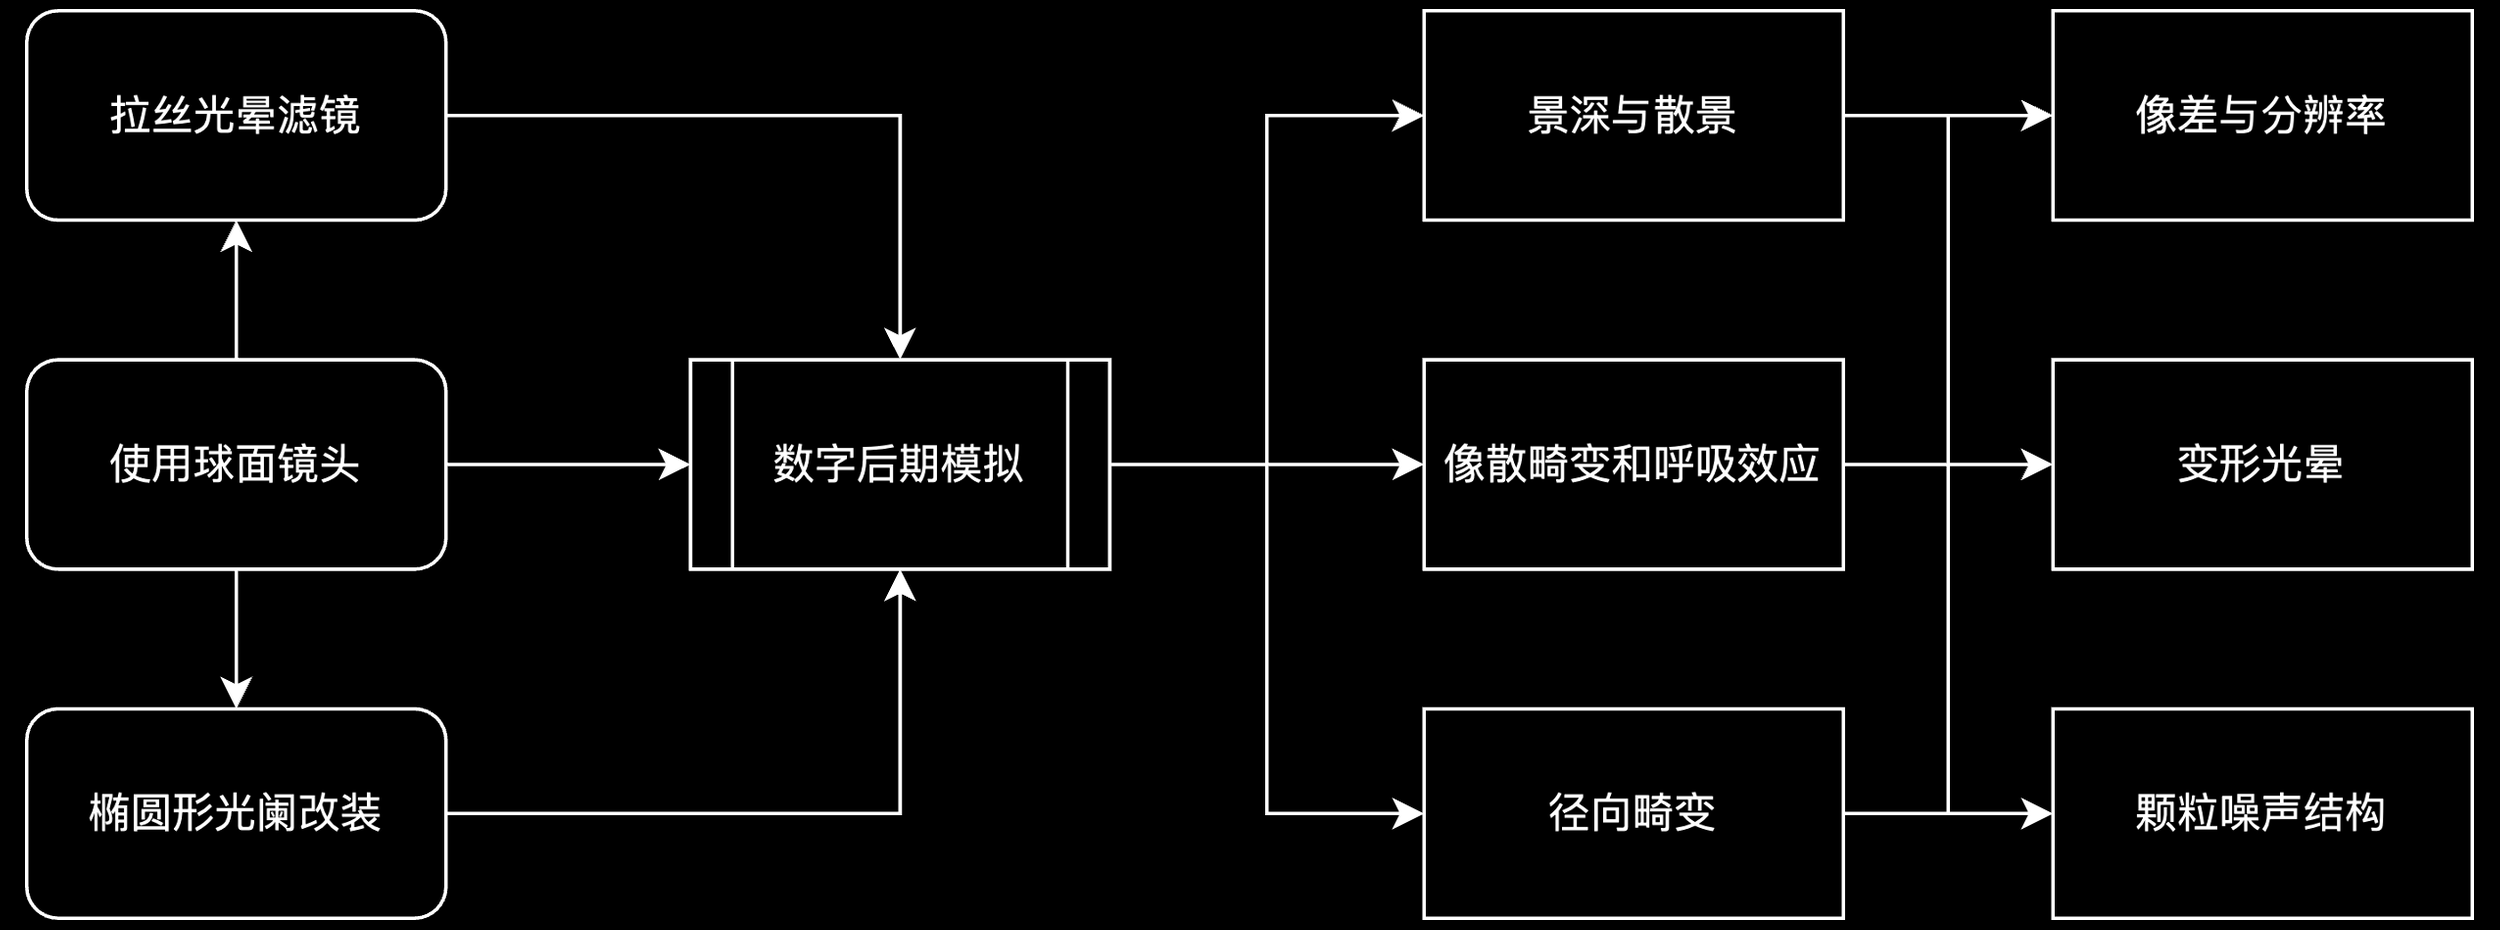 拉丝光晕滤镜
景深与散景
像差与分辨率
使用球面镜头
数字后期模拟
像散畸变和呼吸效应
变形光晕
椭圆形光阑改装
径向畸变
颗粒噪声结构